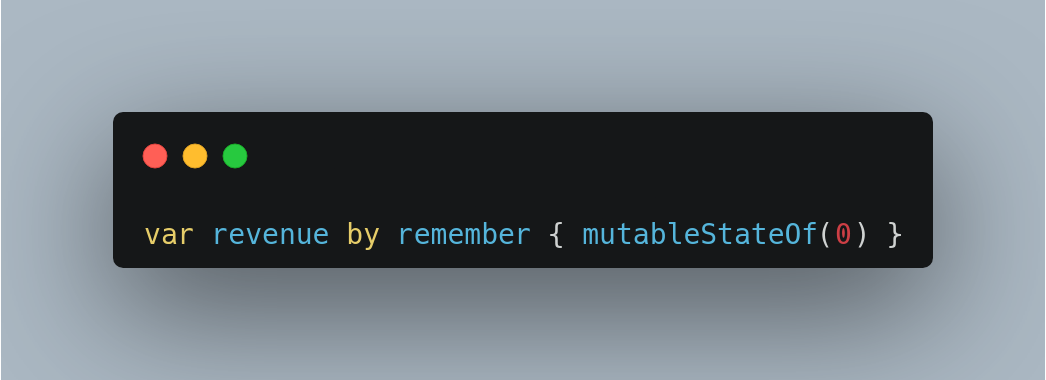 var revenue by remember { mutableStateOf(0) }